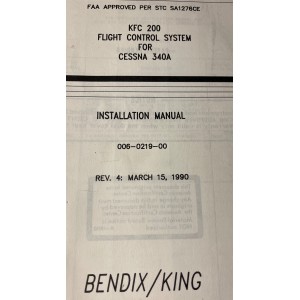 FAA APPROVED PER STC SA1276CE
KFC 200
FLIGHT CONTROL SYSTEM
FOR
CESSNA 340A
INSTALLATION MANUAL
006-0219-00
REV. 4: MARCH 15, 1990
BENDIX/KING